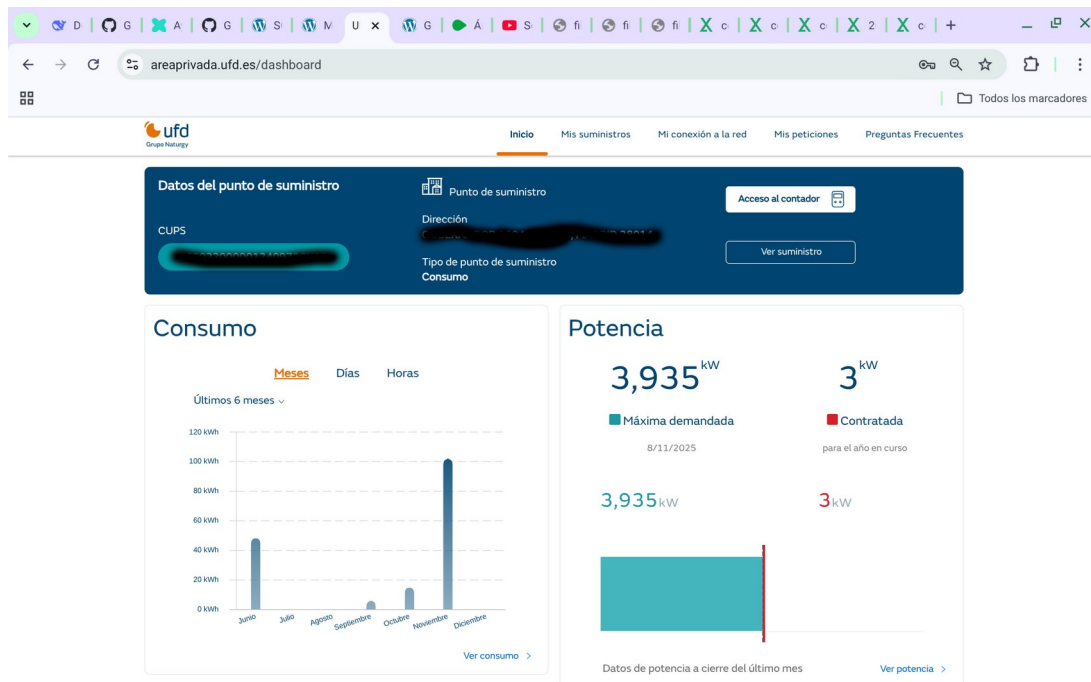 D
G
A
G
S
M
U
G
Á
S
fi
fi
fi
c
c
c
2
c
areaprivada.ufd.es/dashboard
Todos los marcadores
ufd
Grupo Naturgy
Inicio Mis suministros Mi conexión a la red Mis peticiones Preguntas Frecuentes
Datos del punto de suministro
CUPS
Punto de suministro
Dirección
Tipo de punto de suministro
Consumo
Acceso al contador
Ver suministro
Consumo
Meses Días Horas
Últimos 6 meses
120 kWh
100 kWh
80 kWh
60 kWh
40 kWh
20 kWh
0 kWh
Junio Julio Agosto Septiembre Octubre Noviembre Diciembre
Ver consumo >
Potencia
3,935 kW
Máxima demandada
8/11/2025
3 kW
Contratada
para el año en curso
3,935 kW
3 kW
Datos de potencia a cierre del último mes
Ver potencia >